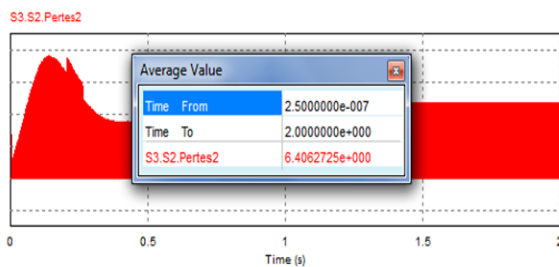 S3.S2.Pertes2
Average Value
Time From 2.5000000e-007
Time To 2.0000000e+000
S3.S2.Pertes2 6.4062725e+000
0 0.5 1 1.5 2
Time (s)